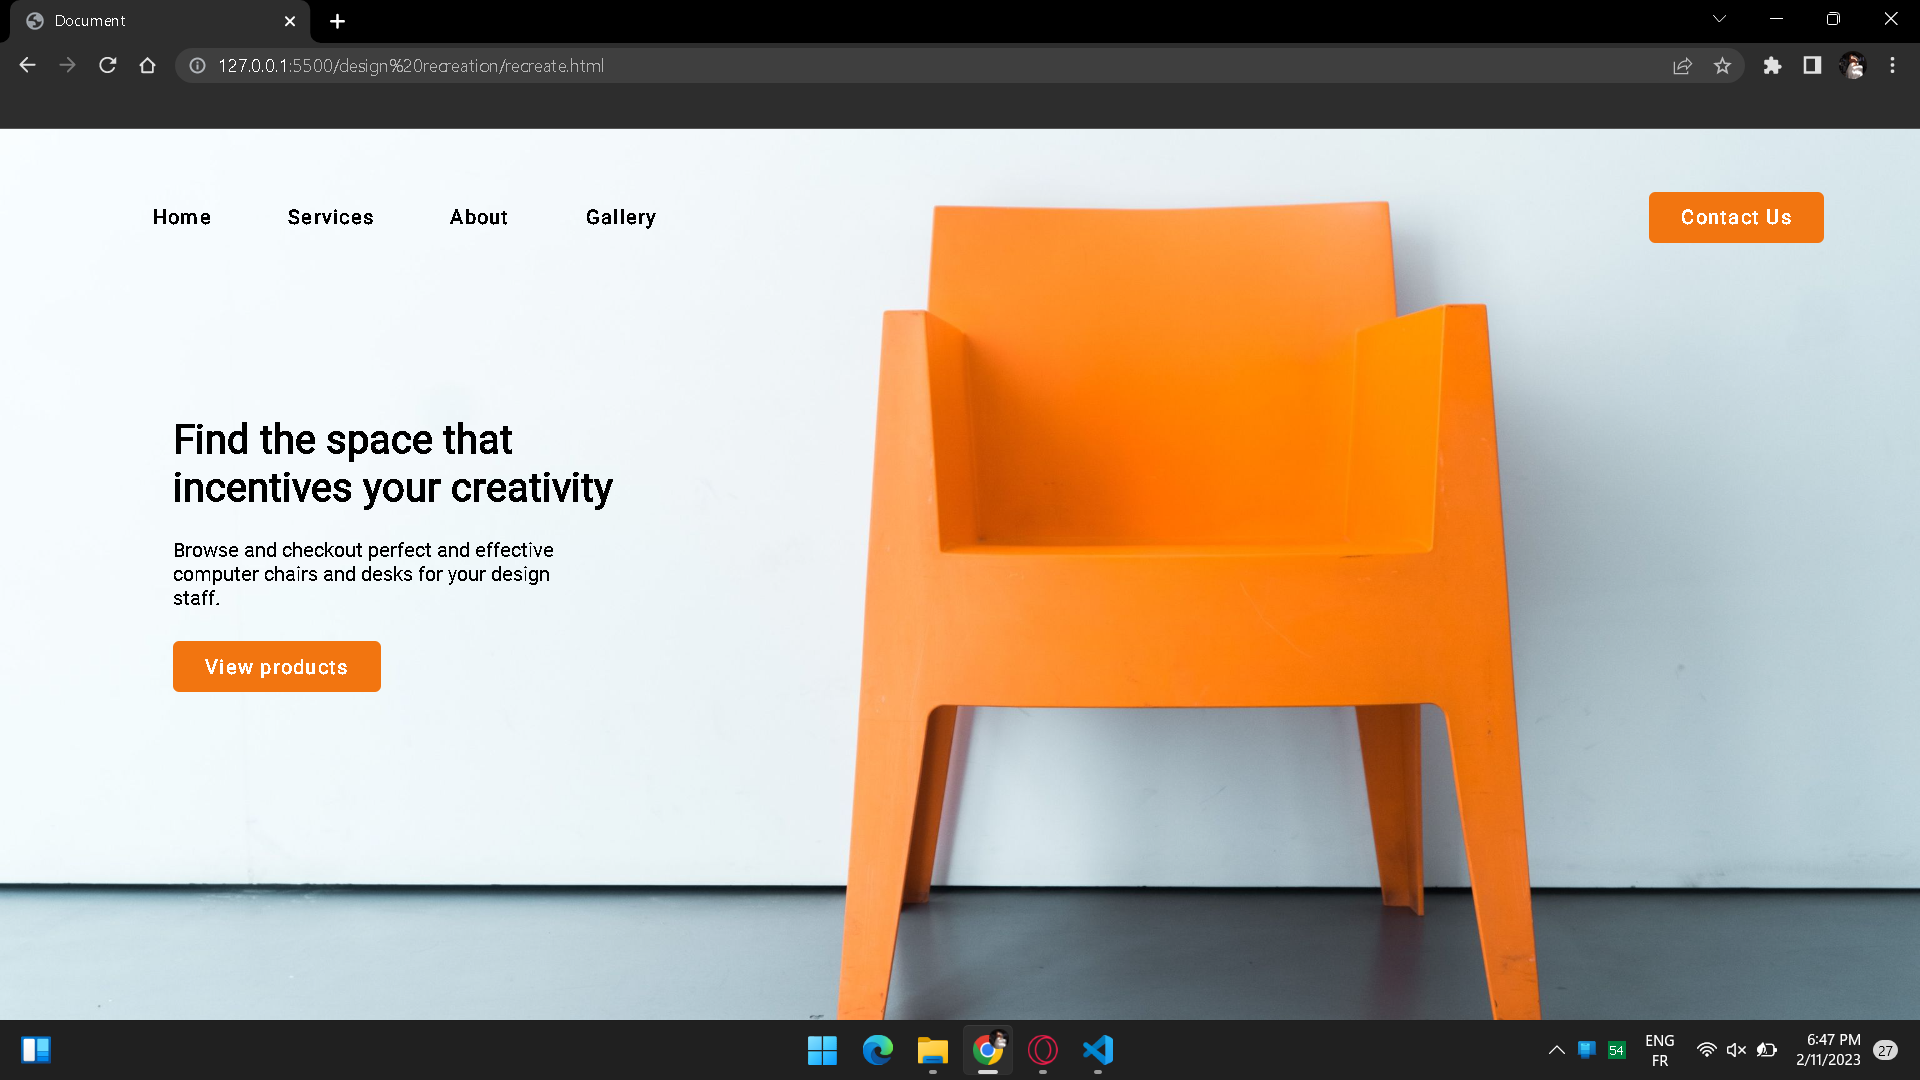 Document
127.0.0.1:5500/design%20recreation/recreate.html
Home Services About Gallery Contact Us
Find the space that
incentives your creativity
Browse and checkout perfect and effective
computer chairs and desks for your design
staff.
View products
54
ENG
FR
6:47 PM
2/11/2023
27